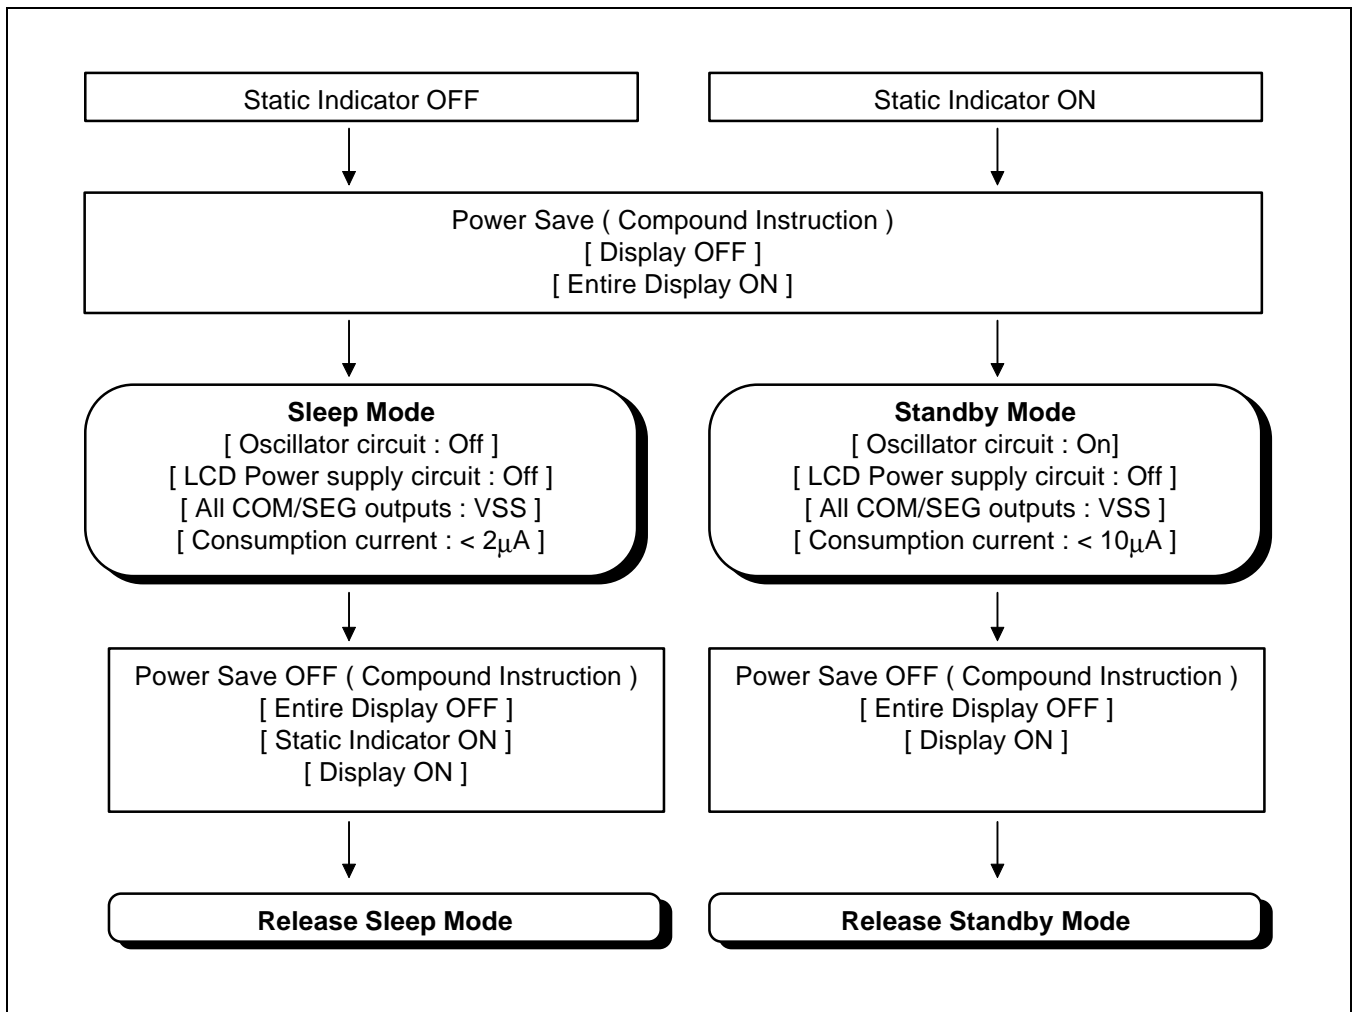 Static Indicator OFF
Static Indicator ON
Power Save ( Compound Instruction )
[ Display OFF ]
[ Entire Display ON ]
Sleep Mode
[ Oscillator circuit : Off ]
[ LCD Power supply circuit : Off ]
[ All COM/SEG outputs : VSS ]
[ Consumption current : < 2μA ]
Standby Mode
[ Oscillator circuit : On]
[ LCD Power supply circuit : Off ]
[ All COM/SEG outputs : VSS ]
[ Consumption current : < 10μA ]
Power Save OFF ( Compound Instruction )
[ Entire Display OFF ]
[ Static Indicator ON ]
[ Display ON ]
Power Save OFF ( Compound Instruction )
[ Entire Display OFF ]
[ Display ON ]
Release Sleep Mode
Release Standby Mode